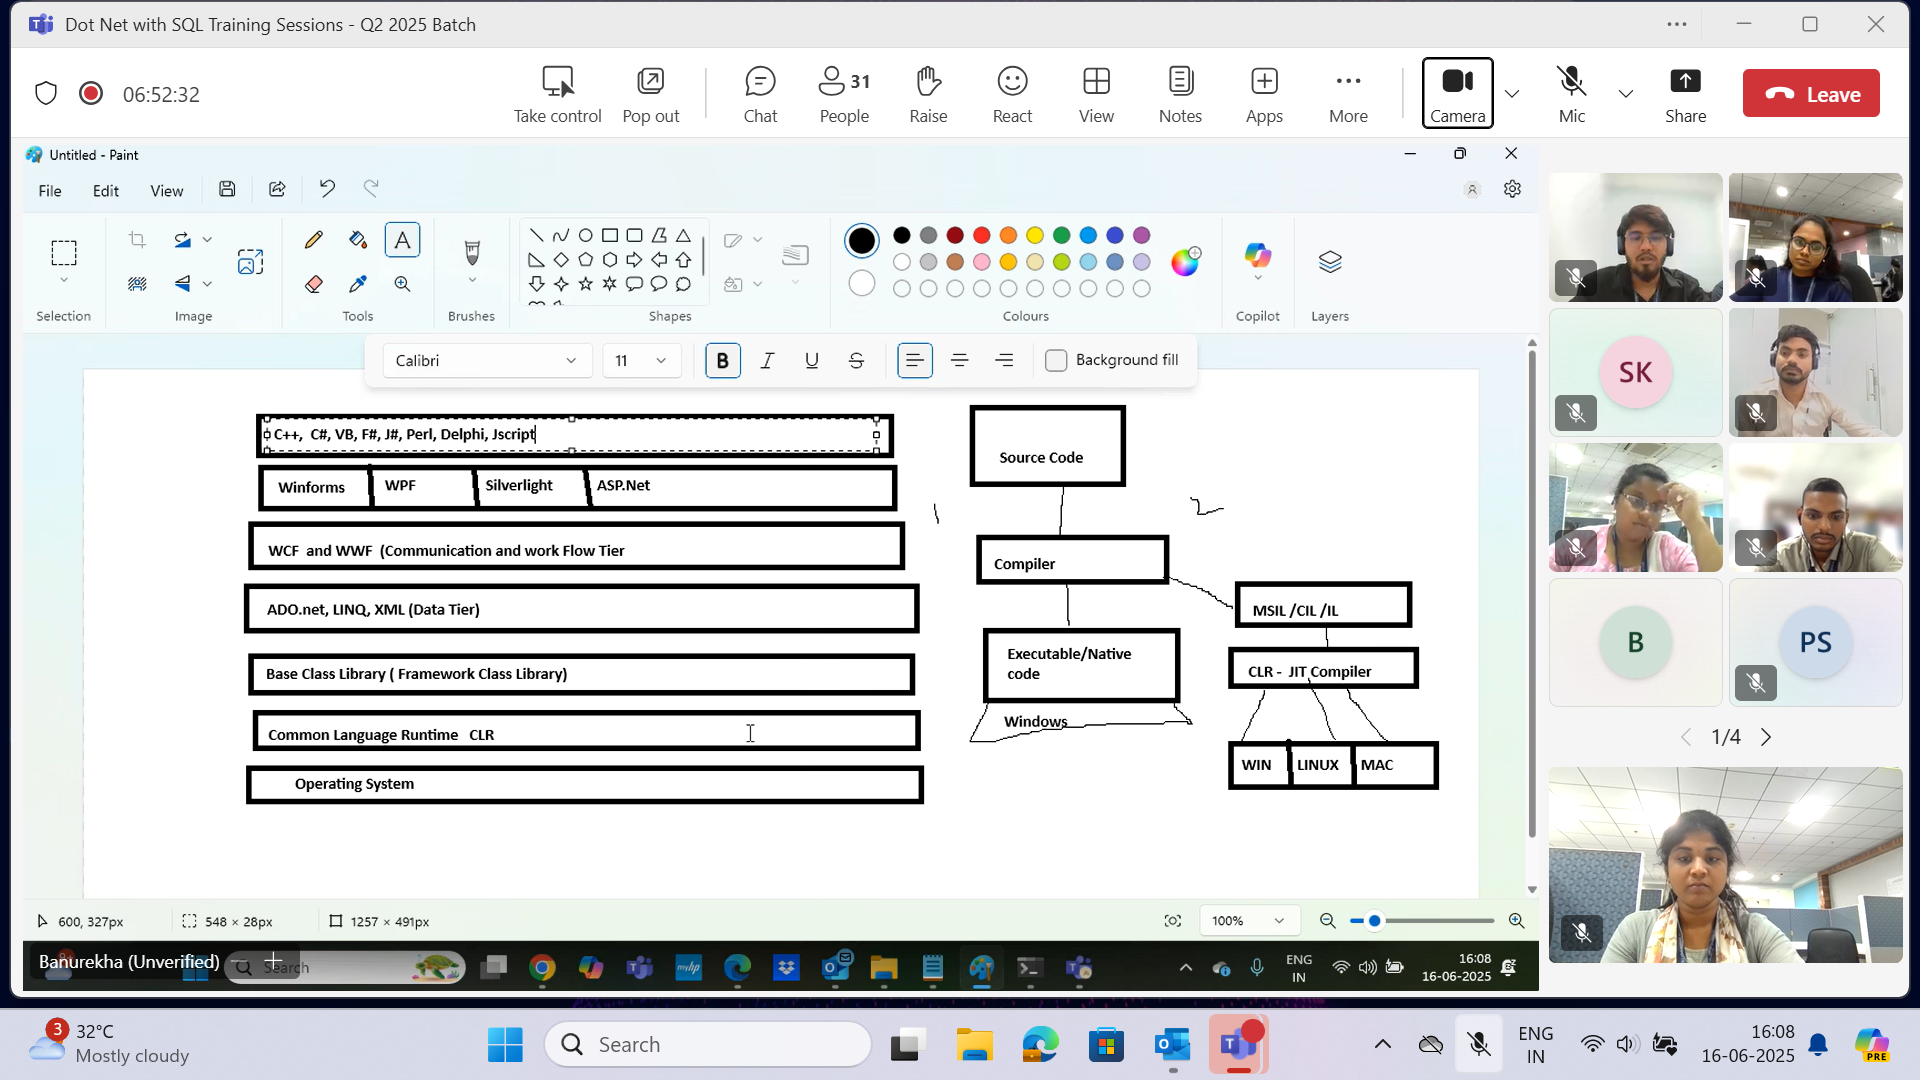 Dot Net with SQL Training Sessions - Q2 2025 Batch
06:52:32
Take control
Pop out
Chat
31
People
Raise
React
View
Notes
Apps
More
Camera
Mic
Share
Leave
Untitled - Paint
File
Edit
View
Selection
Image
A
Tools
Brushes
Shapes
Colours
Copilot
Layers
Calibri
11
B
I
U
Background fill
C++, C#, VB, F#, J#, Perl, Delphi, Jscript
Winforms
WPF
Silverlight
ASP.Net
WCF and WWF (Communication and work Flow Tier
ADO.net, LINQ, XML (Data Tier)
Base Class Library ( Framework Class Library)
Common Language Runtime CLR
Operating System
Source Code
Compiler
Executable/Native
code
Windows
MSIL /CIL /IL
CLR - JIT Compiler
WIN
LINUX
MAC
SK
B
PS
1/4
600, 327px
548 × 28px
1257 × 491px
100%
Banurekha (Unverified)
Search
ENG
IN
16:08
16-06-2025
3
32°C
Mostly cloudy
Search
ENG
IN
16:08
16-06-2025
PRE